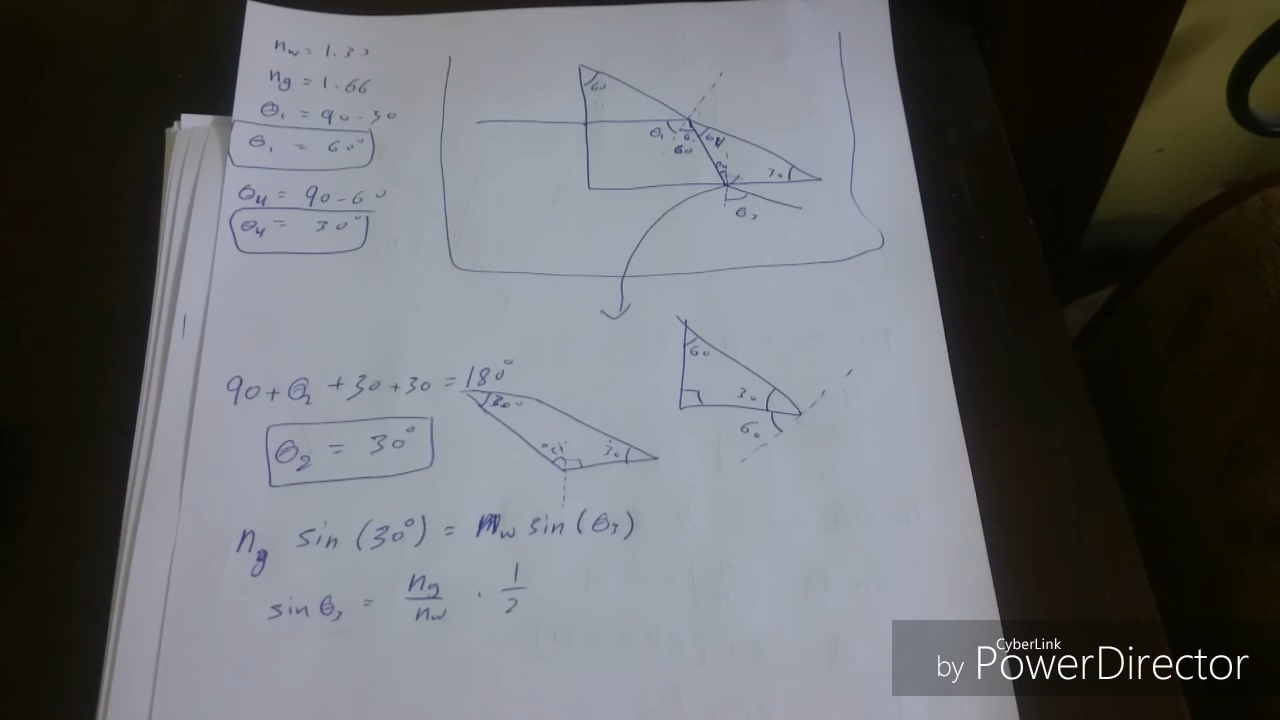 n_w = 1.33
n_g = 1.66
θ₁ = 90 - 30
θ₁ = 60°
θ₄ = 90 - 60
θ₄ = 30°
60
θ₁
60
θ₄
30
θ₃
90 + θ₂ + 30 + 30 = 180°
θ₂ = 30°
30°
30
60
30
60
n_g sin (30°) = n_w sin (θ₃)
sin θ₃ = n_g/n_w · 1/2
by CyberLink PowerDirector